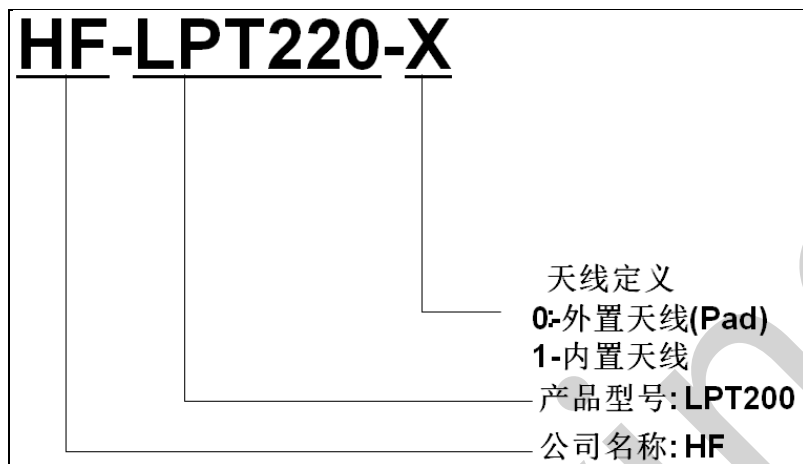 HF-LPT220-X
天线定义
0:-外置天线(Pad)
1-内置天线
产品型号: LPT200
公司名称: HF